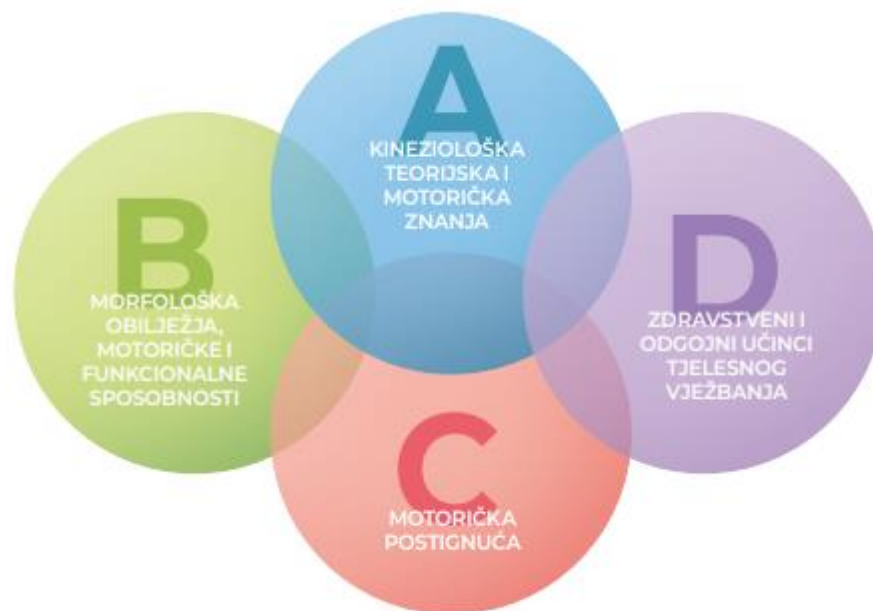 A
KINEZIOLOŠKA
TEORIJSKA I
MOTORIČKA
ZNANJA
B
MORFOLOŠKA
OBILJEŽJA,
MOTORIČKE I
FUNKCIONALNE
SPOSOBNOSTI
C
MOTORIČKA
POSTIGNUĆA
D
ZDRAVSTVENI I
ODGOJNI UČINCI
TJELESNOG
VJEŽBANJA